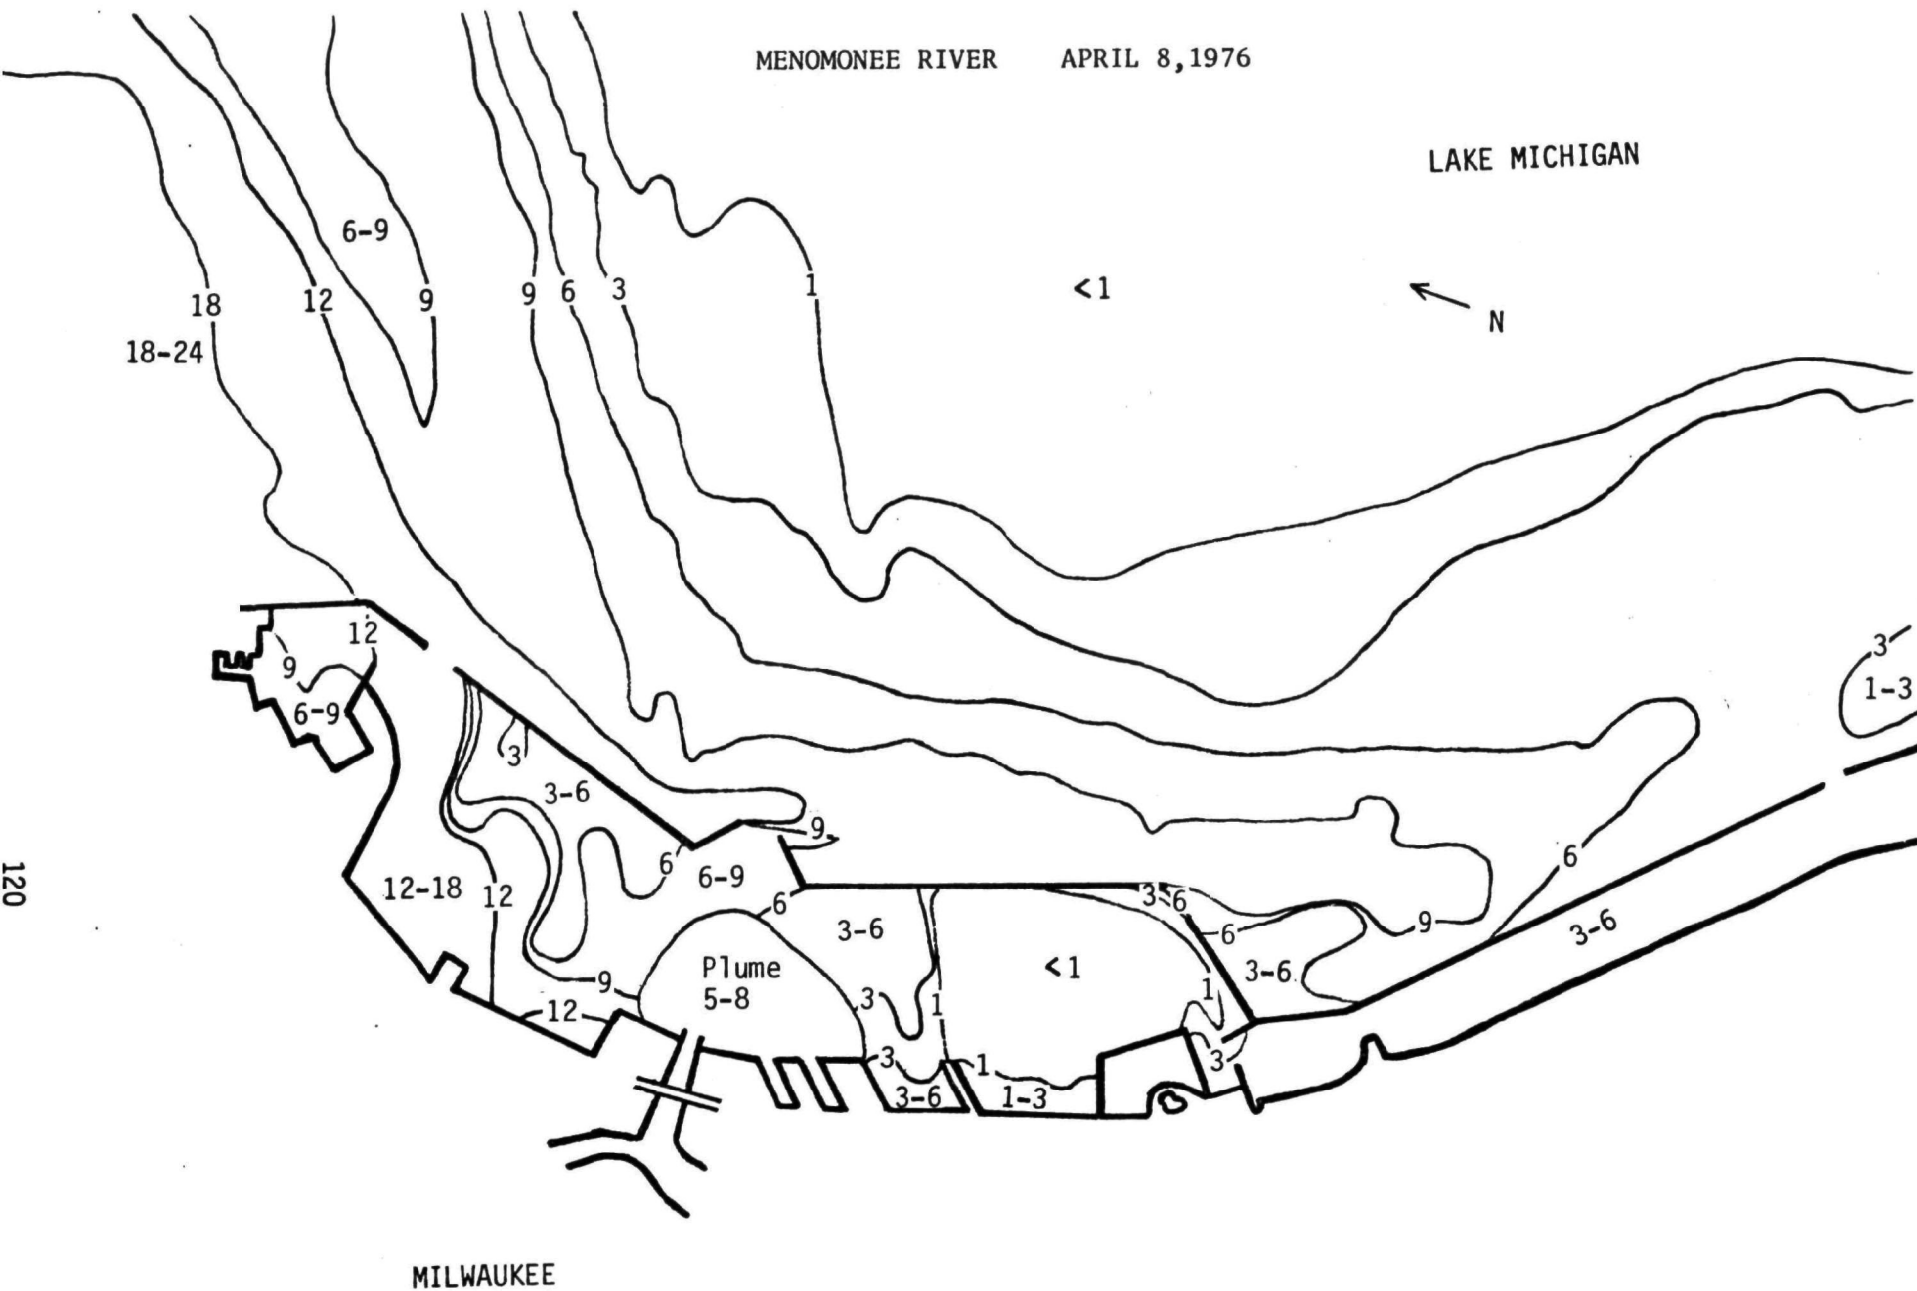 MENOMONEE RIVER APRIL 8,1976
LAKE MICHIGAN
6-9
18 12 9 9 6 3 1 <1
N
18-24
12
3
9
1-3
6-9
3
3-6
9
6 6
6-9
12-18 12 3 6
6
3-6 6 9
3-6
Plume
5-8
<1
3-6
9 3 1 1
12
3 1 3
3-6 1-3
120
MILWAUKEE